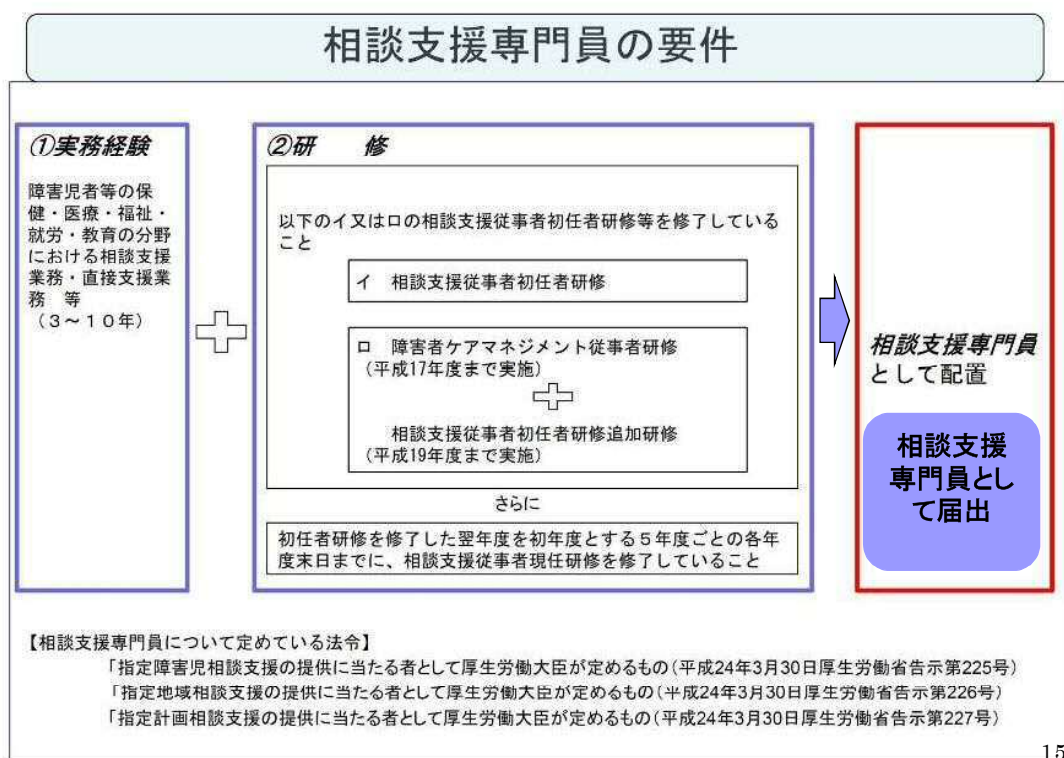 相談支援専門員の要件
①実務経験
障害児者等の保
健・医療・福祉・
就労・教育の分野
における相談支援
業務・直接支援業
務 等
(3~10年)
②研 修
以下のイ又はロの相談支援従事者初任者研修等を修了している
こと
イ 相談支援従事者初任者研修
ロ 障害者ケアマネジメント従事者研修
(平成17年度まで実施)
相談支援従事者初任者研修追加研修
(平成19年度まで実施)
さらに
初任者研修を修了した翌年度を初年度とする5年度ごとの各年
度末日までに、相談支援従事者現任研修を修了していること
相談支援専門員
として配置
相談支援
専門員とし
て届出
【相談支援専門員について定めている法令】
「指定障害児相談支援の提供に当たる者として厚生労働大臣が定めるもの(平成24年3月30日厚生労働省告示第225号)
「指定地域相談支援の提供に当たる者として厚生労働大臣が定めるもの(平成24年3月30日厚生労働省告示第226号)
「指定計画相談支援の提供に当たる者として厚生労働大臣が定めるもの(平成24年3月30日厚生労働省告示第227号)
15